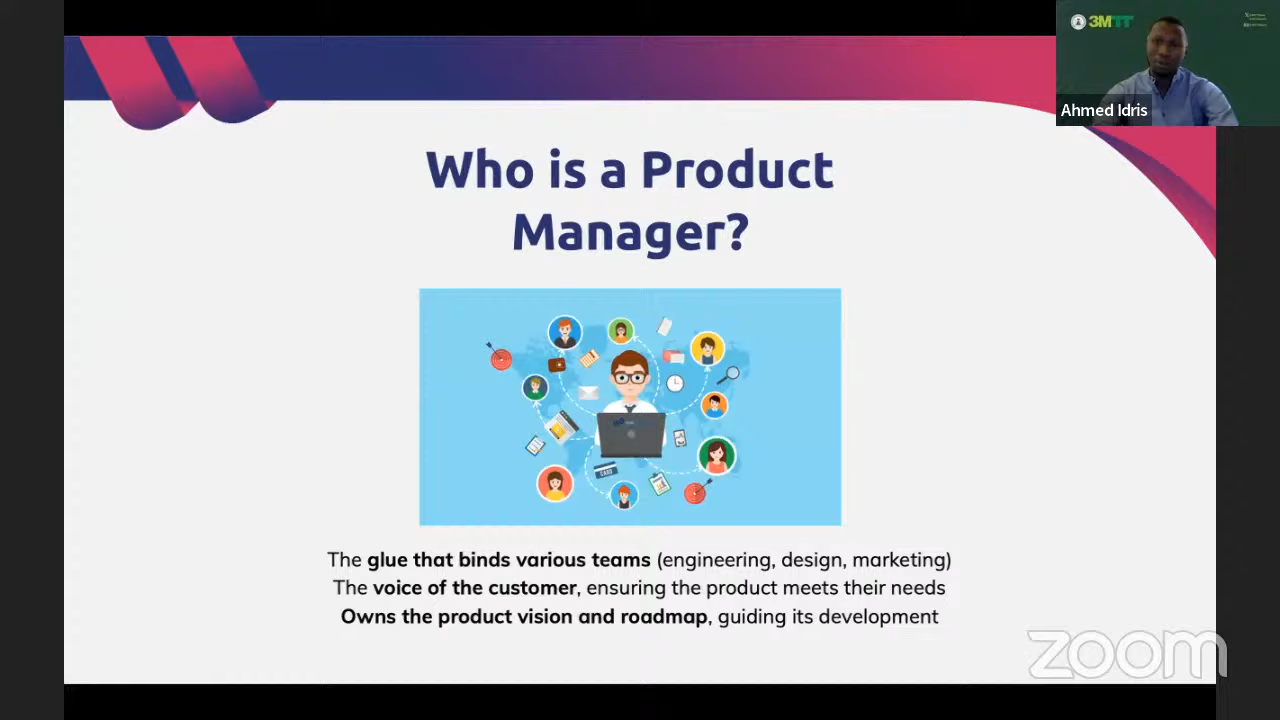 3MTT
Ahmed Idris
Who is a Product
Manager?
CARD
The glue that binds various teams (engineering, design, marketing)
The voice of the customer, ensuring the product meets their needs
Owns the product vision and roadmap, guiding its development
zoom